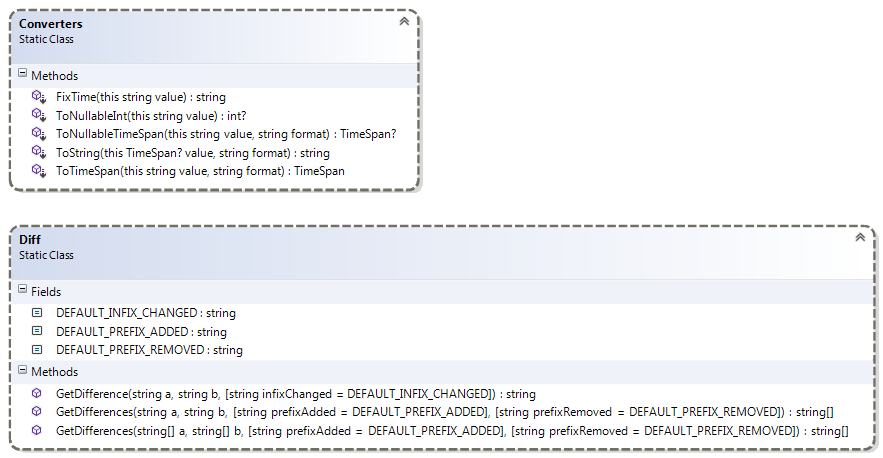 Converters
Static Class
Methods
FixTime(this string value) : string
ToNullableInt(this string value) : int?
ToNullableTimeSpan(this string value, string format) : TimeSpan?
ToString(this TimeSpan? value, string format) : string
ToTimeSpan(this string value, string format) : TimeSpan
Diff
Static Class
Fields
DEFAULT_INFIX_CHANGED : string
DEFAULT_PREFIX_ADDED : string
DEFAULT_PREFIX_REMOVED : string
Methods
GetDifference(string a, string b, [string infixChanged = DEFAULT_INFIX_CHANGED]) : string
GetDifferences(string a, string b, [string prefixAdded = DEFAULT_PREFIX_ADDED], [string prefixRemoved = DEFAULT_PREFIX_REMOVED]) : string[]
GetDifferences(string[] a, string[] b, [string prefixAdded = DEFAULT_PREFIX_ADDED], [string prefixRemoved = DEFAULT_PREFIX_REMOVED]) : string[]